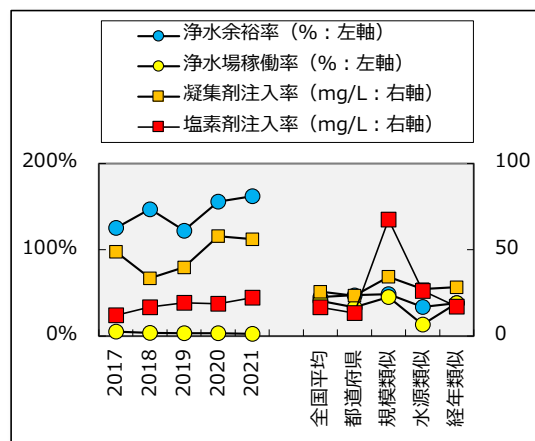 浄水余裕率（%：左軸）
浄水場稼働率（%：左軸）
凝集剤注入率（mg/L：右軸）
塩素剤注入率（mg/L：右軸）
200%
100
100%
50
0%
0
2017
2018
2019
2020
2021
全国平均
都道府県
規模類似
水源類似
経年類似